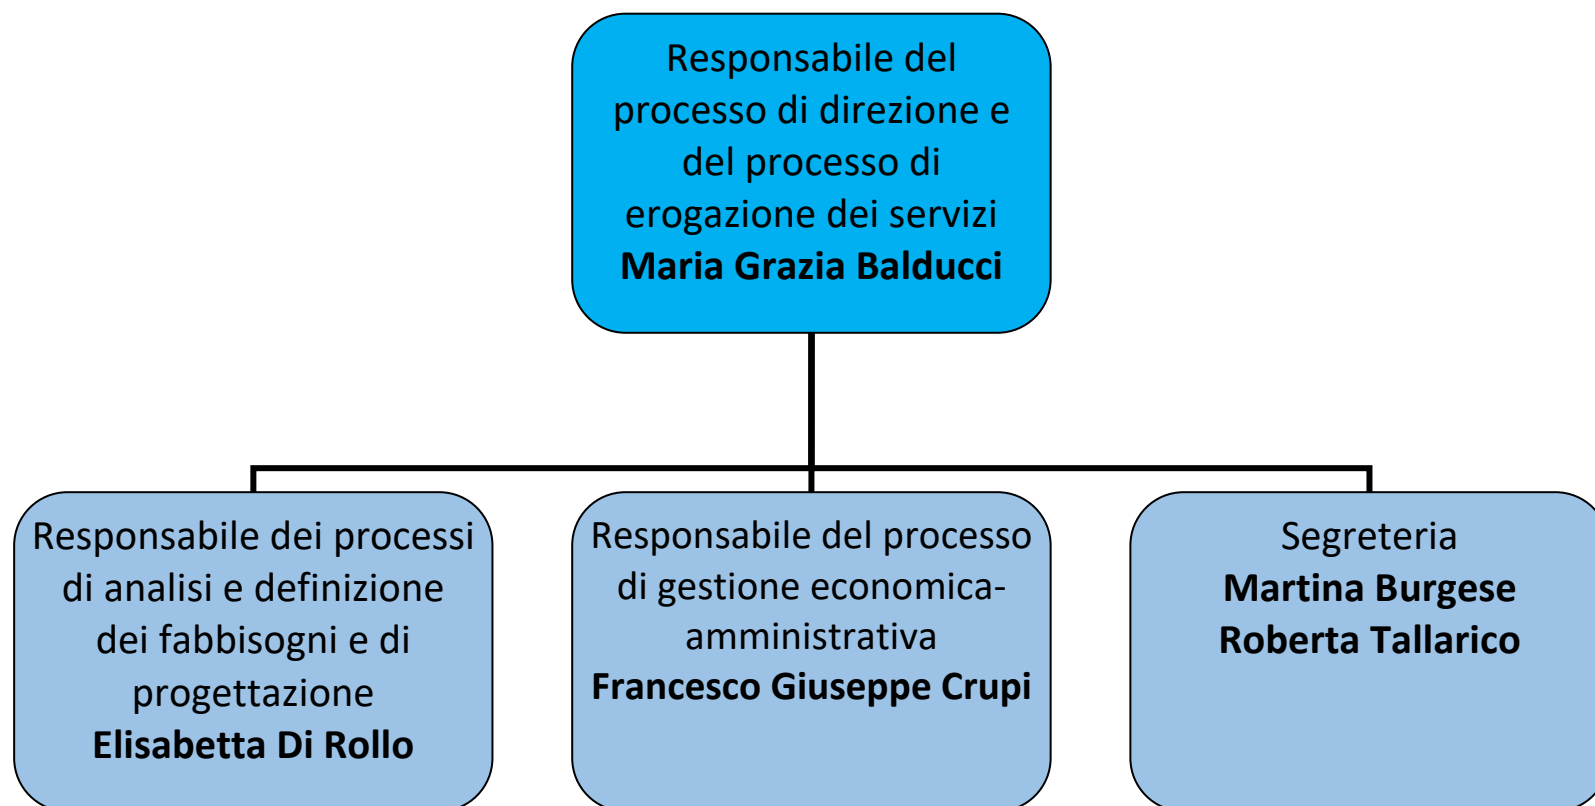 Responsabile del
processo di direzione e
del processo di
erogazione dei servizi
Maria Grazia Balducci
Responsabile dei processi
di analisi e definizione
dei fabbisogni e di
progettazione
Elisabetta Di Rollo
Responsabile del processo
di gestione economica-
amministrativa
Francesco Giuseppe Crupi
Segreteria
Martina Burgese
Roberta Tallarico